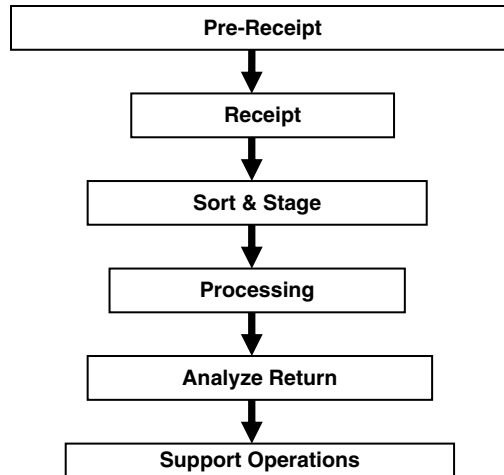 Pre-Receipt
Receipt
Sort & Stage
Processing
Analyze Return
Support Operations